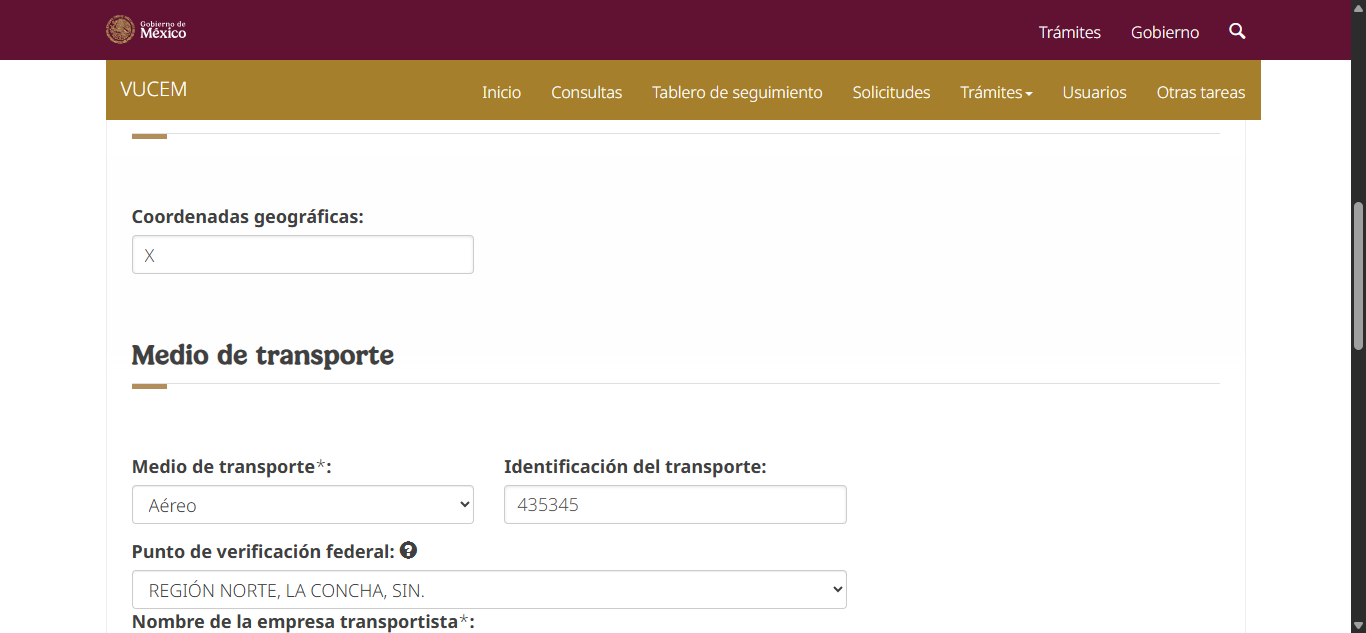 Gobierno de
México
Trámites
Gobierno
VUCEM
Inicio
Consultas
Tablero de seguimiento
Solicitudes
Trámites
Usuarios
Otras tareas
Coordenadas geográficas:
X
Medio de transporte
Medio de transporte*:
Identificación del transporte:
Aéreo
435345
Punto de verificación federal: ?
REGIÓN NORTE, LA CONCHA, SIN.
Nombre de la empresa transportista*: